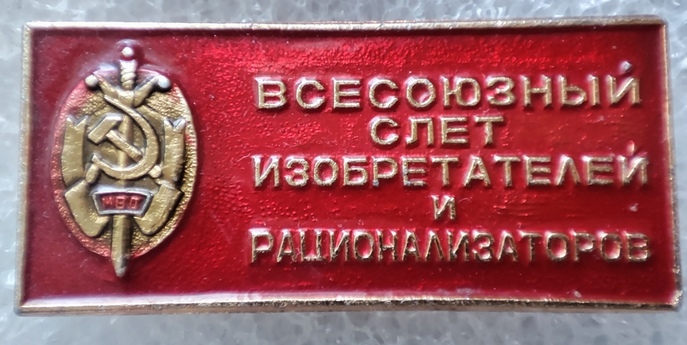 МВД
ВСЕСОЮЗНЫЙ
СЛЕТ
ИЗОБРЕТАТЕЛЕЙ
И
РАЦИОНАЛИЗАТОРОВ